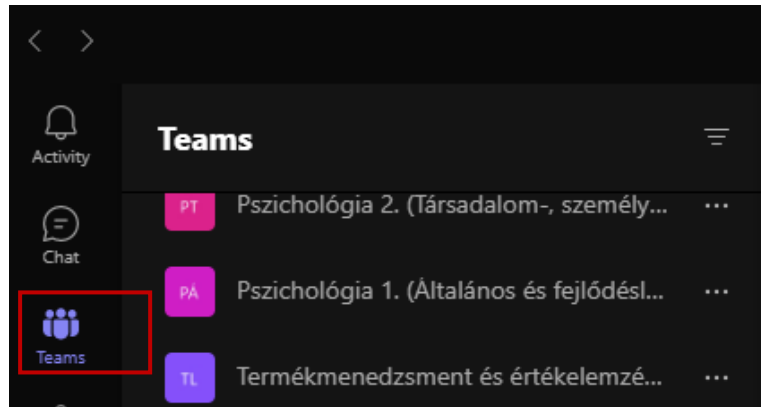 Activity
Teams
PT Pszichológia 2. (Társadalom-, személy...
Chat
PÁ Pszichológia 1. (Általános és fejlődésl...
Teams
TL Termékmenedzsment és értékelemzé...